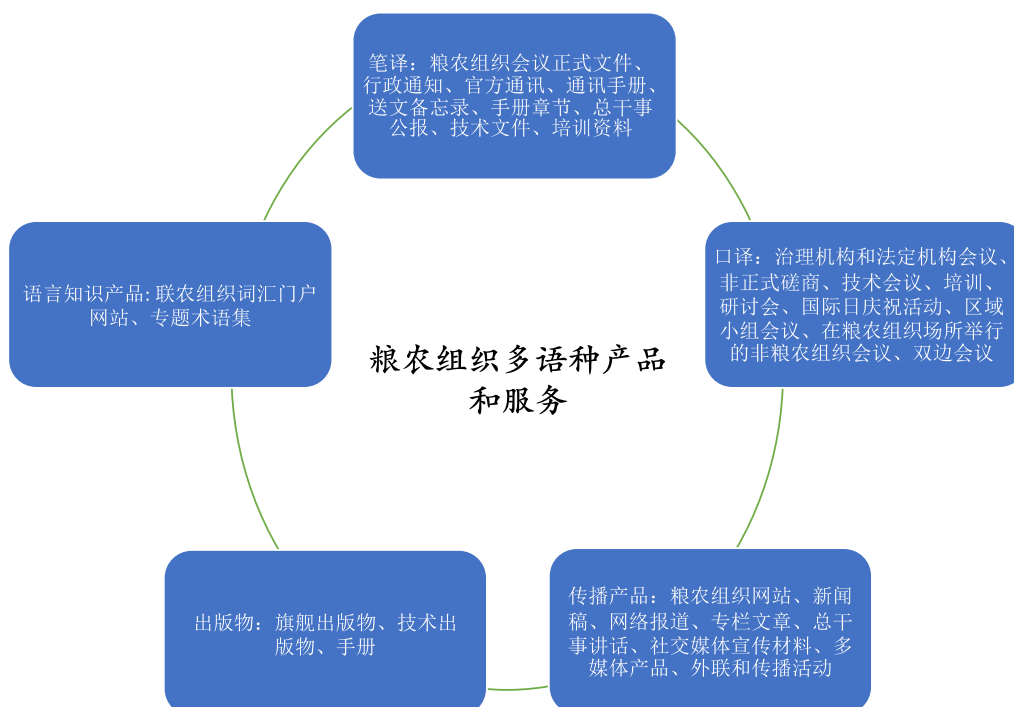 笔译：粮农组织会议正式文件、
行政通知、官方通讯、通讯手册、
送文备忘录、手册章节、总干事
公报、技术文件、培训资料
口译：治理机构和法定机构会议、
非正式磋商、技术会议、培训、
研讨会、国际日庆祝活动、区域
小组会议、在粮农组织场所举行
的非粮农组织会议、双边会议
语言知识产品：联农组织词汇门户
网站、专题术语集
粮农组织多语种产品
和服务
出版物：旗舰出版物、技术出
版物、手册
传播产品：粮农组织网站、新闻
稿、网络报道、专栏文章、总干
事讲话、社交媒体宣传材料、多
媒体产品、外联和传播活动